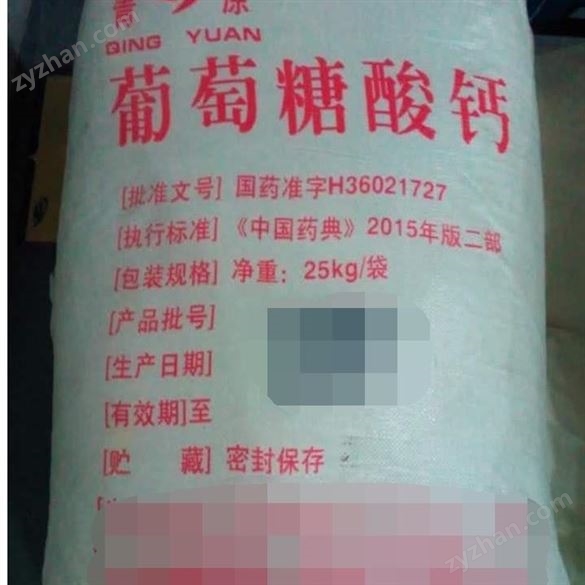 QING YUAN
葡萄糖酸钙
[批准文号] 国药准字H36021727
[执行标准]《中国药典》2015年版二部
[包装规格] 净重：25kg/袋
[产品批号]
[生产日期]
[有效期]至
[贮 藏] 密封保存
zyzhan.com